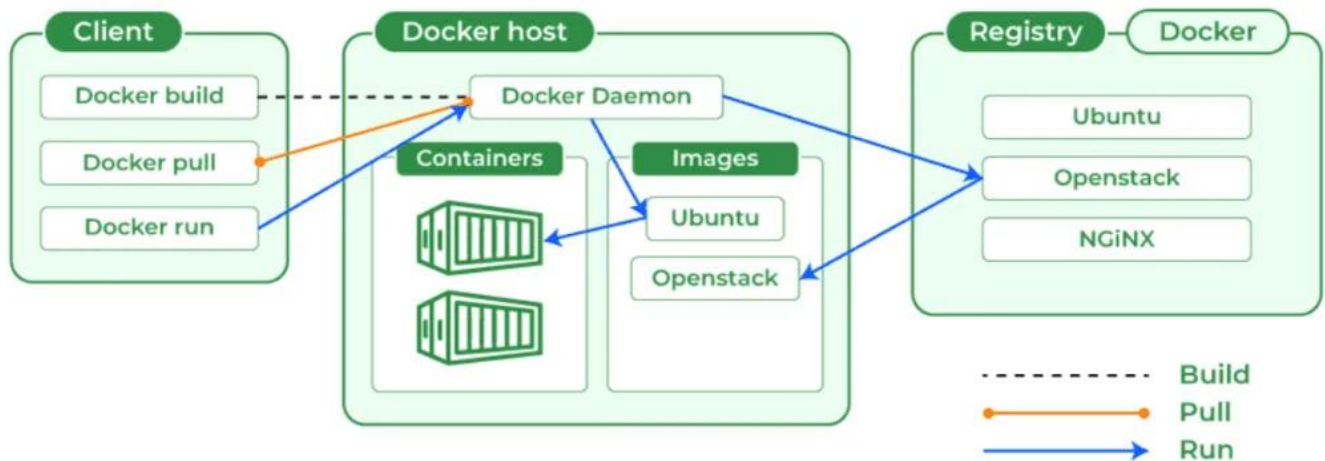 Client
Docker build
Docker pull
Docker run
Docker host
Docker Daemon
Containers
Images
Ubuntu
Openstack
Registry
Docker
Ubuntu
Openstack
NGiNX
Build
Pull
Run